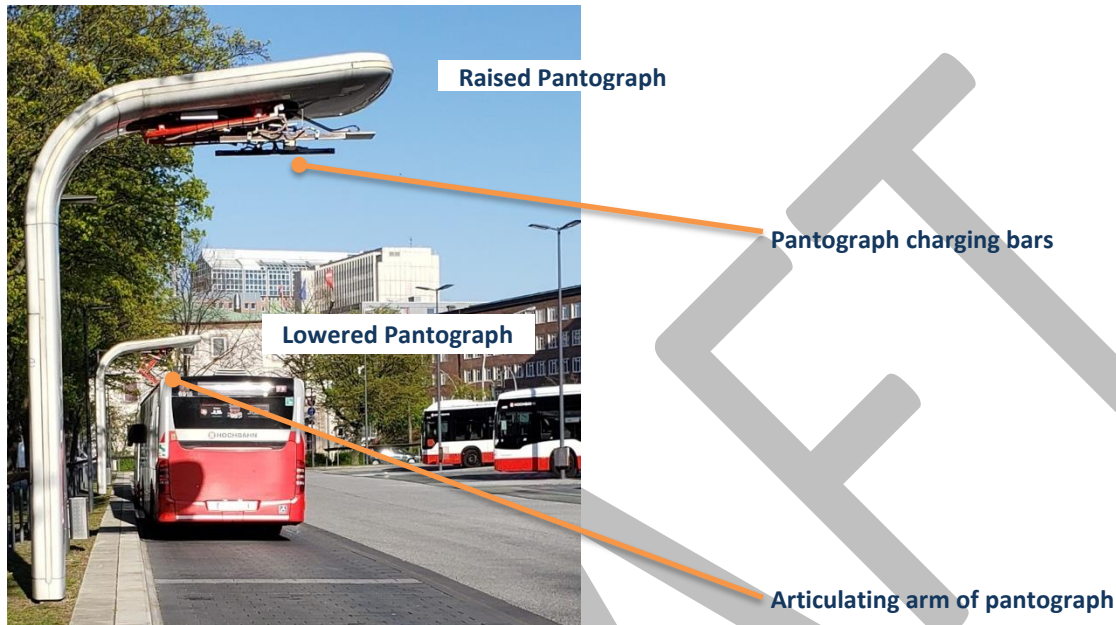 Raised Pantograph
Pantograph charging bars
Lowered Pantograph
HOCHBAHN
Articulating arm of pantograph